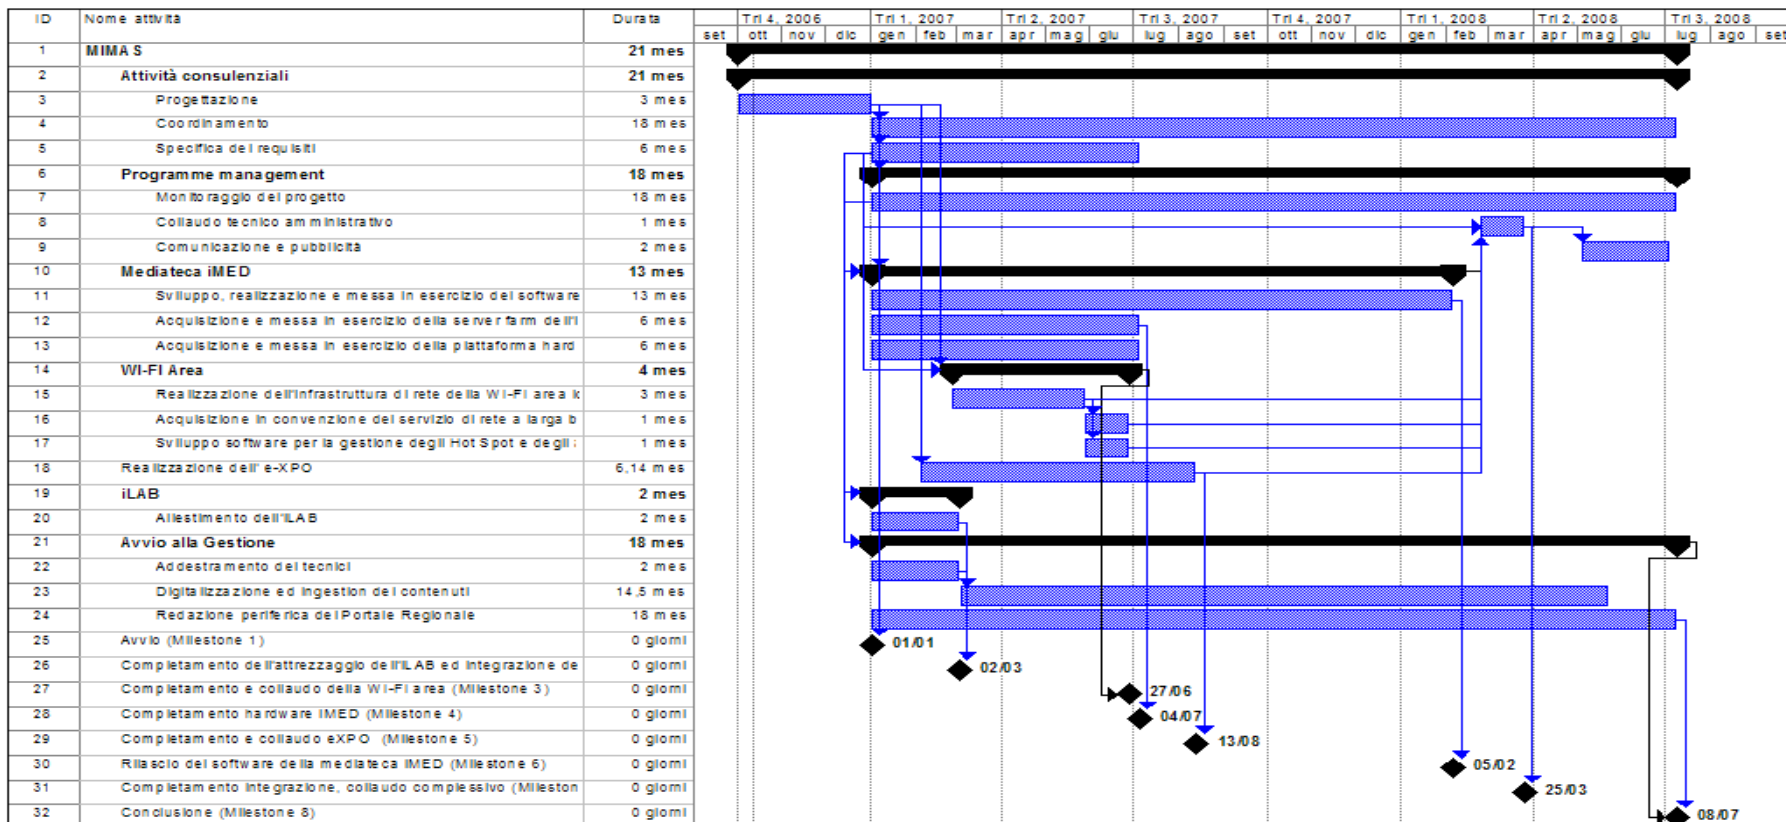 ID Nome attività Durata Tri 4, 2006 Tri 1, 2007 Tri 2, 2007 Tri 3, 2007 Tri 4, 2007 Tri 1, 2008 Tri 2, 2008 Tri 3, 2008
set ott nov dic gen feb mar apr mag giu lug ago set ott nov dic gen feb mar apr mag giu lug ago set
1 MIMAS 21 mes
2 Attività consulenziali 21 mes
3 Progettazione 3 mes
4 Coordinamento 18 mes
5 Specifica dei requisiti 6 mes
6 Programme management 18 mes
7 Monitoraggio del progetto 18 mes
8 Collaudo tecnico amministrativo 1 mes
9 Comunicazione e pubblicità 2 mes
10 Mediateca iMED 13 mes
11 Sviluppo, realizzazione e messa in esercizio del software 13 mes
12 Acquisizione e messa in esercizio della server farm dell'i 6 mes
13 Acquisizione e messa in esercizio della piattaforma hard 6 mes
14 WI-FI Area 4 mes
15 Realizzazione dell'infrastruttura di rete della WI-FI area 3 mes
16 Acquisizione in convenzione del servizio di rete a larga b 1 mes
17 Sviluppo software per la gestione degli Hot Spot e degli 1 mes
18 Realizzazione dell' e-XPO 6,14 mes
19 iLAB 2 mes
20 Allestimento dell'iLAB 2 mes
21 Avvio alla Gestione 18 mes
22 Addestramento dei tecnici 2 mes
23 Digitalizzazione ed ingestion dei contenuti 14,5 mes
24 Redazione periferica del Portale Regionale 18 mes
25 Avvio (Milestone 1) 0 giorni 01/01
26 Completamento dell'attrezzaggio dell'iLAB ed integrazione de 0 giorni 02/03
27 Completamento e collaudo della WI-FI area (Milestone 3) 0 giorni 27/06
28 Completamento hardware iMED (Milestone 4) 0 giorni 04/07
29 Completamento e collaudo eXPO (Milestone 5) 0 giorni 13/08
30 Rilascio del software della mediateca iMED (Milestone 6) 0 giorni 05/02
31 Completamento integrazione, collaudo complessivo (Mileston 0 giorni 25/03
32 Conclusione (Milestone 8) 0 giorni 08/07